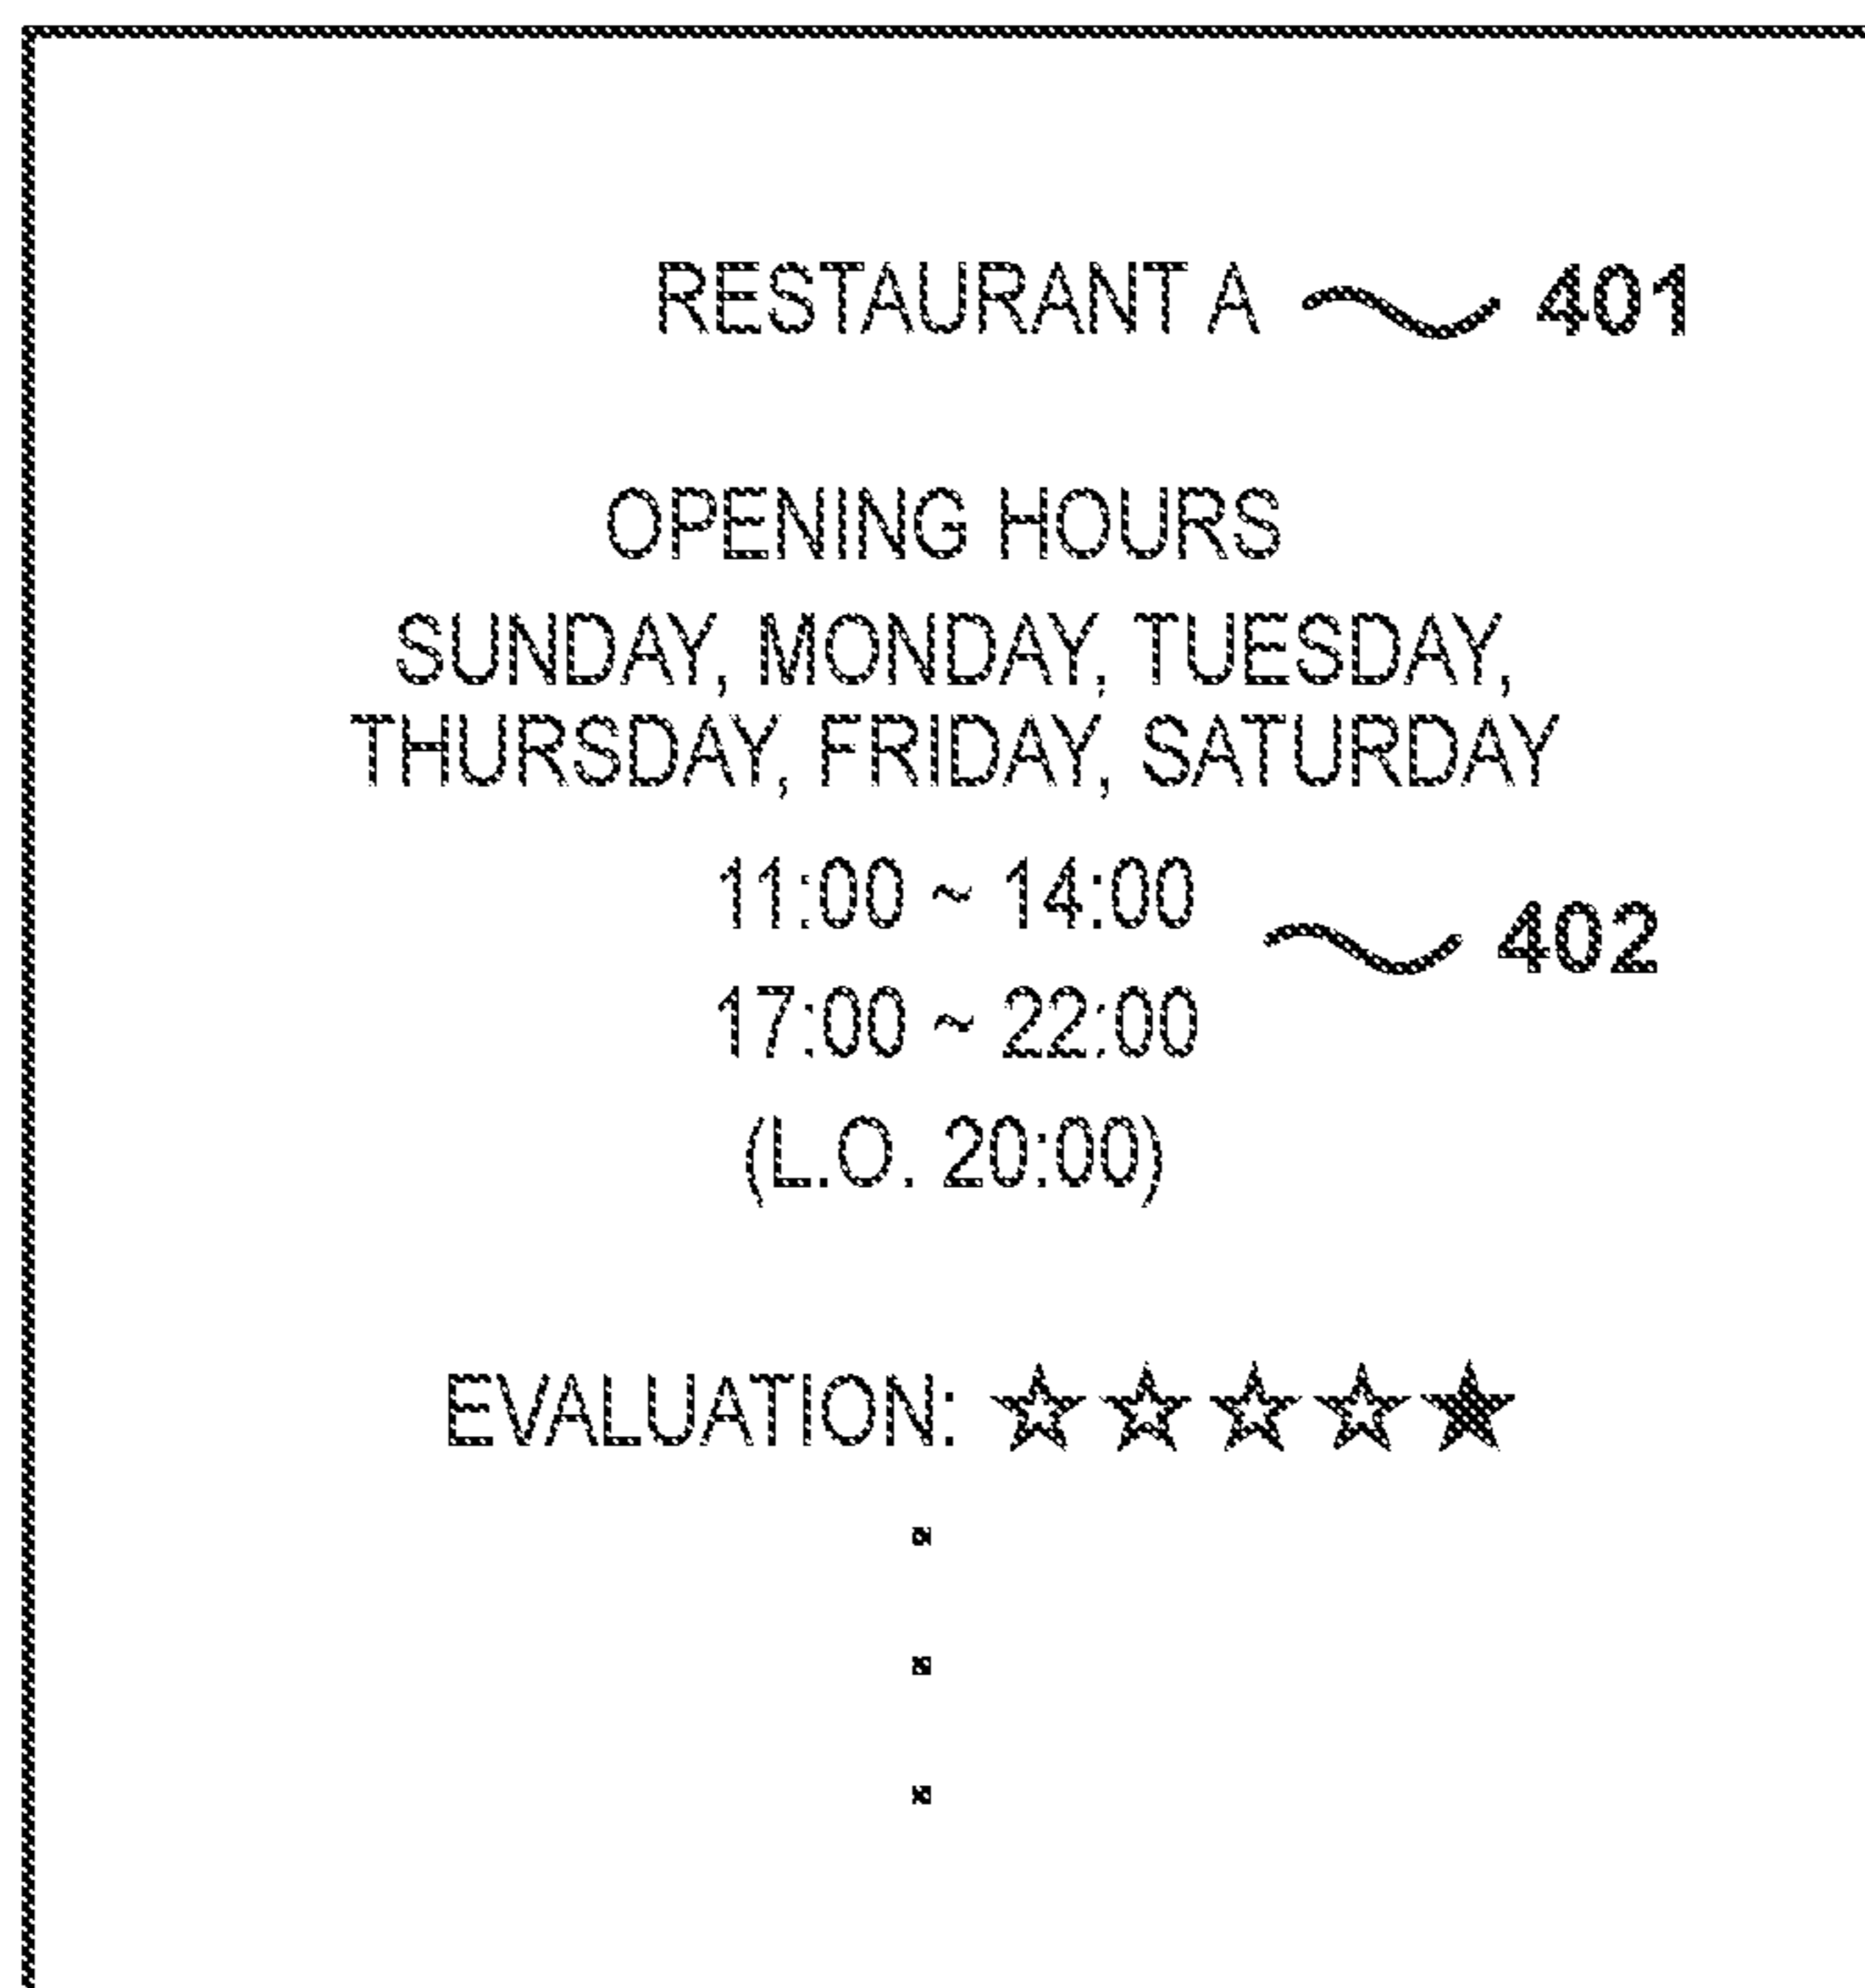 RESTAURANT A 401
OPENING HOURS
SUNDAY, MONDAY, TUESDAY,
THURSDAY, FRIDAY, SATURDAY
11:00 ~ 14:00
402
17:00 ~ 22:00
(L.O. 20:00)
EVALUATION: ☆☆☆☆★